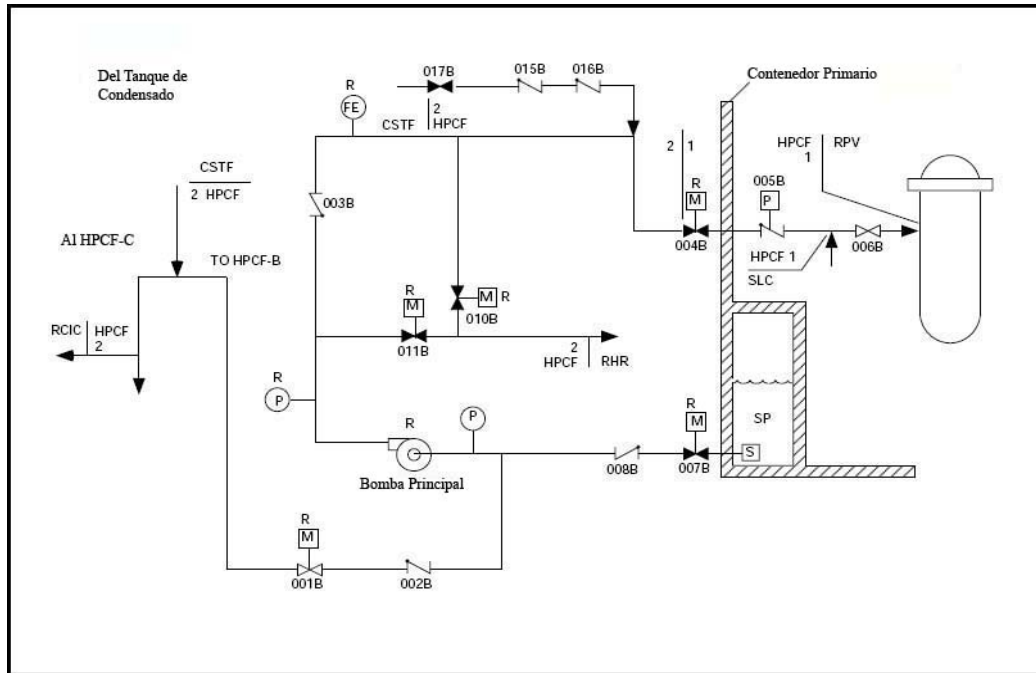 Del Tanque de
Condensado
017B
015B
016B
Contenedor Primario
R
FE
CSTF
2
HPCF
2 1
HPCF
1
RPV
R
M
004B
005B
P
006B
HPCF 1
SLC
003B
CSTF
2 HPCF
Al HPCF-C
TO HPCF-B
RCIC
HPCF
2
R
M
011B
M R
010B
2
HPCF
RHR
R
P
R
Bomba Principal
P
008B
R
M
007B
SP
S
R
M
001B
002B